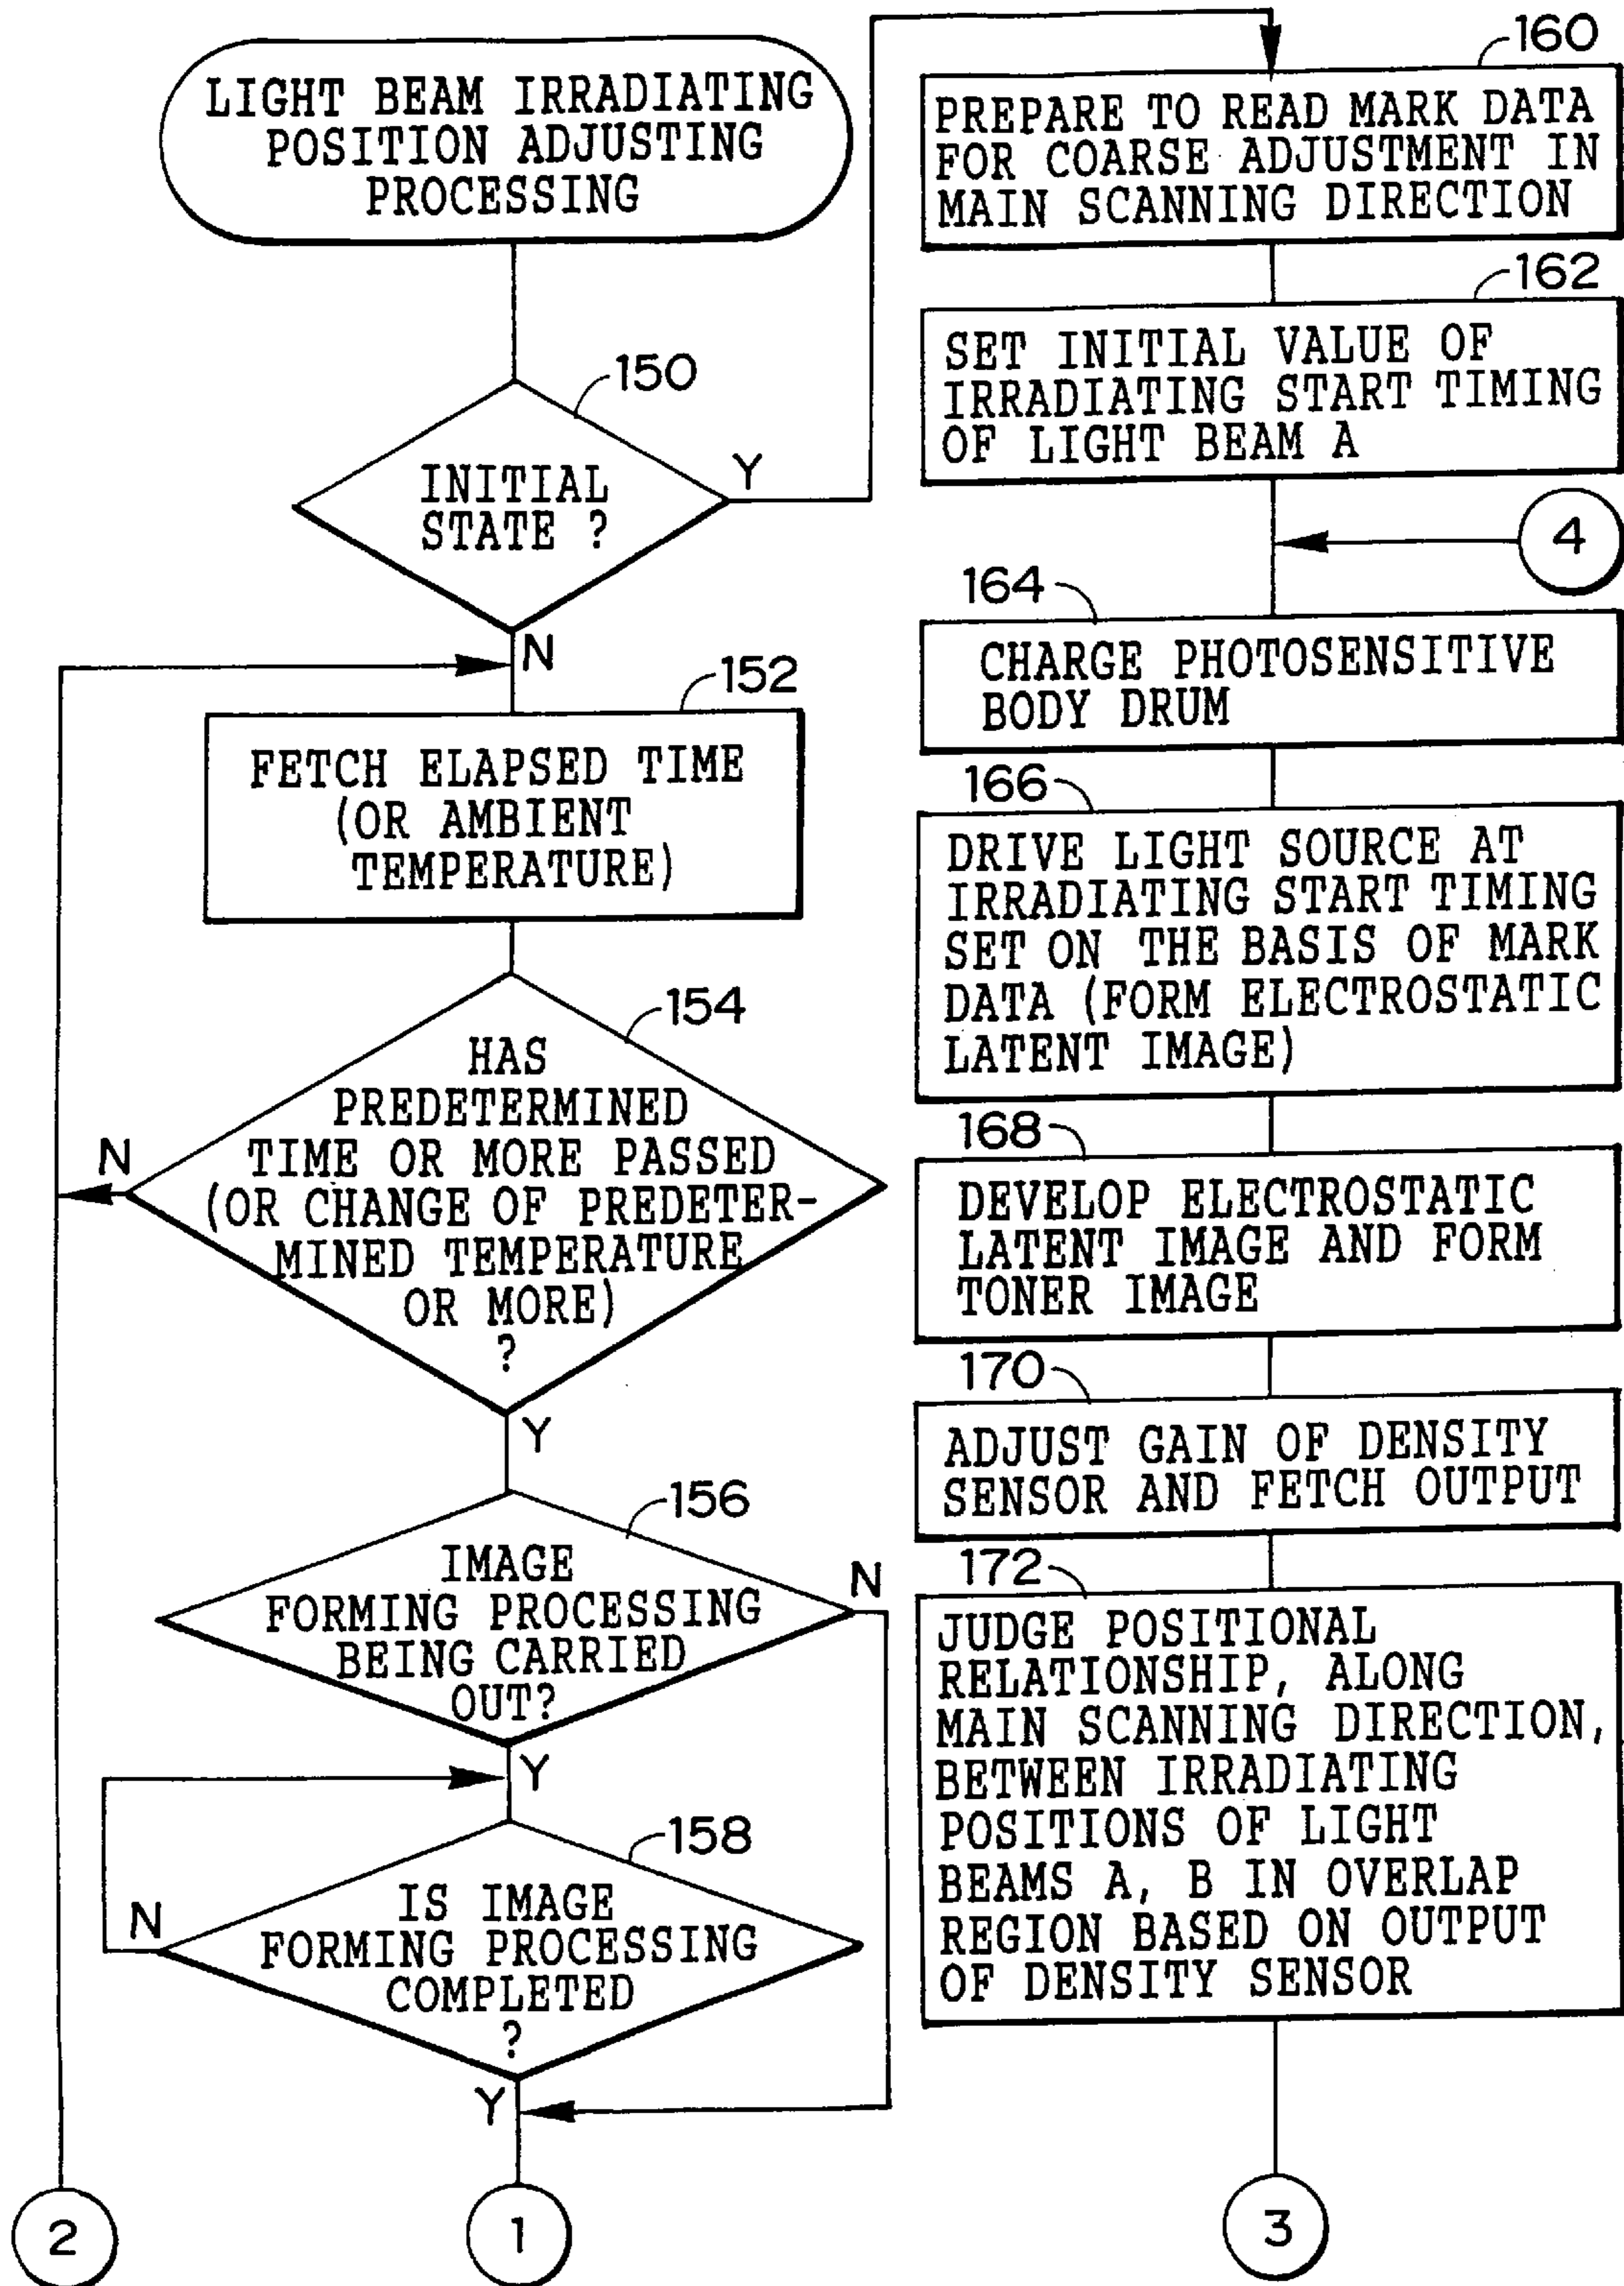 LIGHT BEAM IRRADIATING
POSITION ADJUSTING
PROCESSING
150
INITIAL
STATE ?
Y
N
152
FETCH ELAPSED TIME
(OR AMBIENT
TEMPERATURE)
154
HAS
PREDETERMINED
TIME OR MORE PASSED
(OR CHANGE OF PREDETER-
MINED TEMPERATURE
OR MORE)
?
N
Y
156
IMAGE
FORMING PROCESSING
BEING CARRIED
OUT?
N
Y
158
IS IMAGE
FORMING PROCESSING
COMPLETED
?
N
Y
2
1
160
PREPARE TO READ MARK DATA
FOR COARSE ADJUSTMENT IN
MAIN SCANNING DIRECTION
162
SET INITIAL VALUE OF
IRRADIATING START TIMING
OF LIGHT BEAM A
4
164
CHARGE PHOTOSENSITIVE
BODY DRUM
166
DRIVE LIGHT SOURCE AT
IRRADIATING START TIMING
SET ON THE BASIS OF MARK
DATA (FORM ELECTROSTATIC
LATENT IMAGE)
168
DEVELOP ELECTROSTATIC
LATENT IMAGE AND FORM
TONER IMAGE
170
ADJUST GAIN OF DENSITY
SENSOR AND FETCH OUTPUT
172
JUDGE POSITIONAL
RELATIONSHIP, ALONG
MAIN SCANNING DIRECTION,
BETWEEN IRRADIATING
POSITIONS OF LIGHT
BEAMS A, B IN OVERLAP
REGION BASED ON OUTPUT
OF DENSITY SENSOR
3